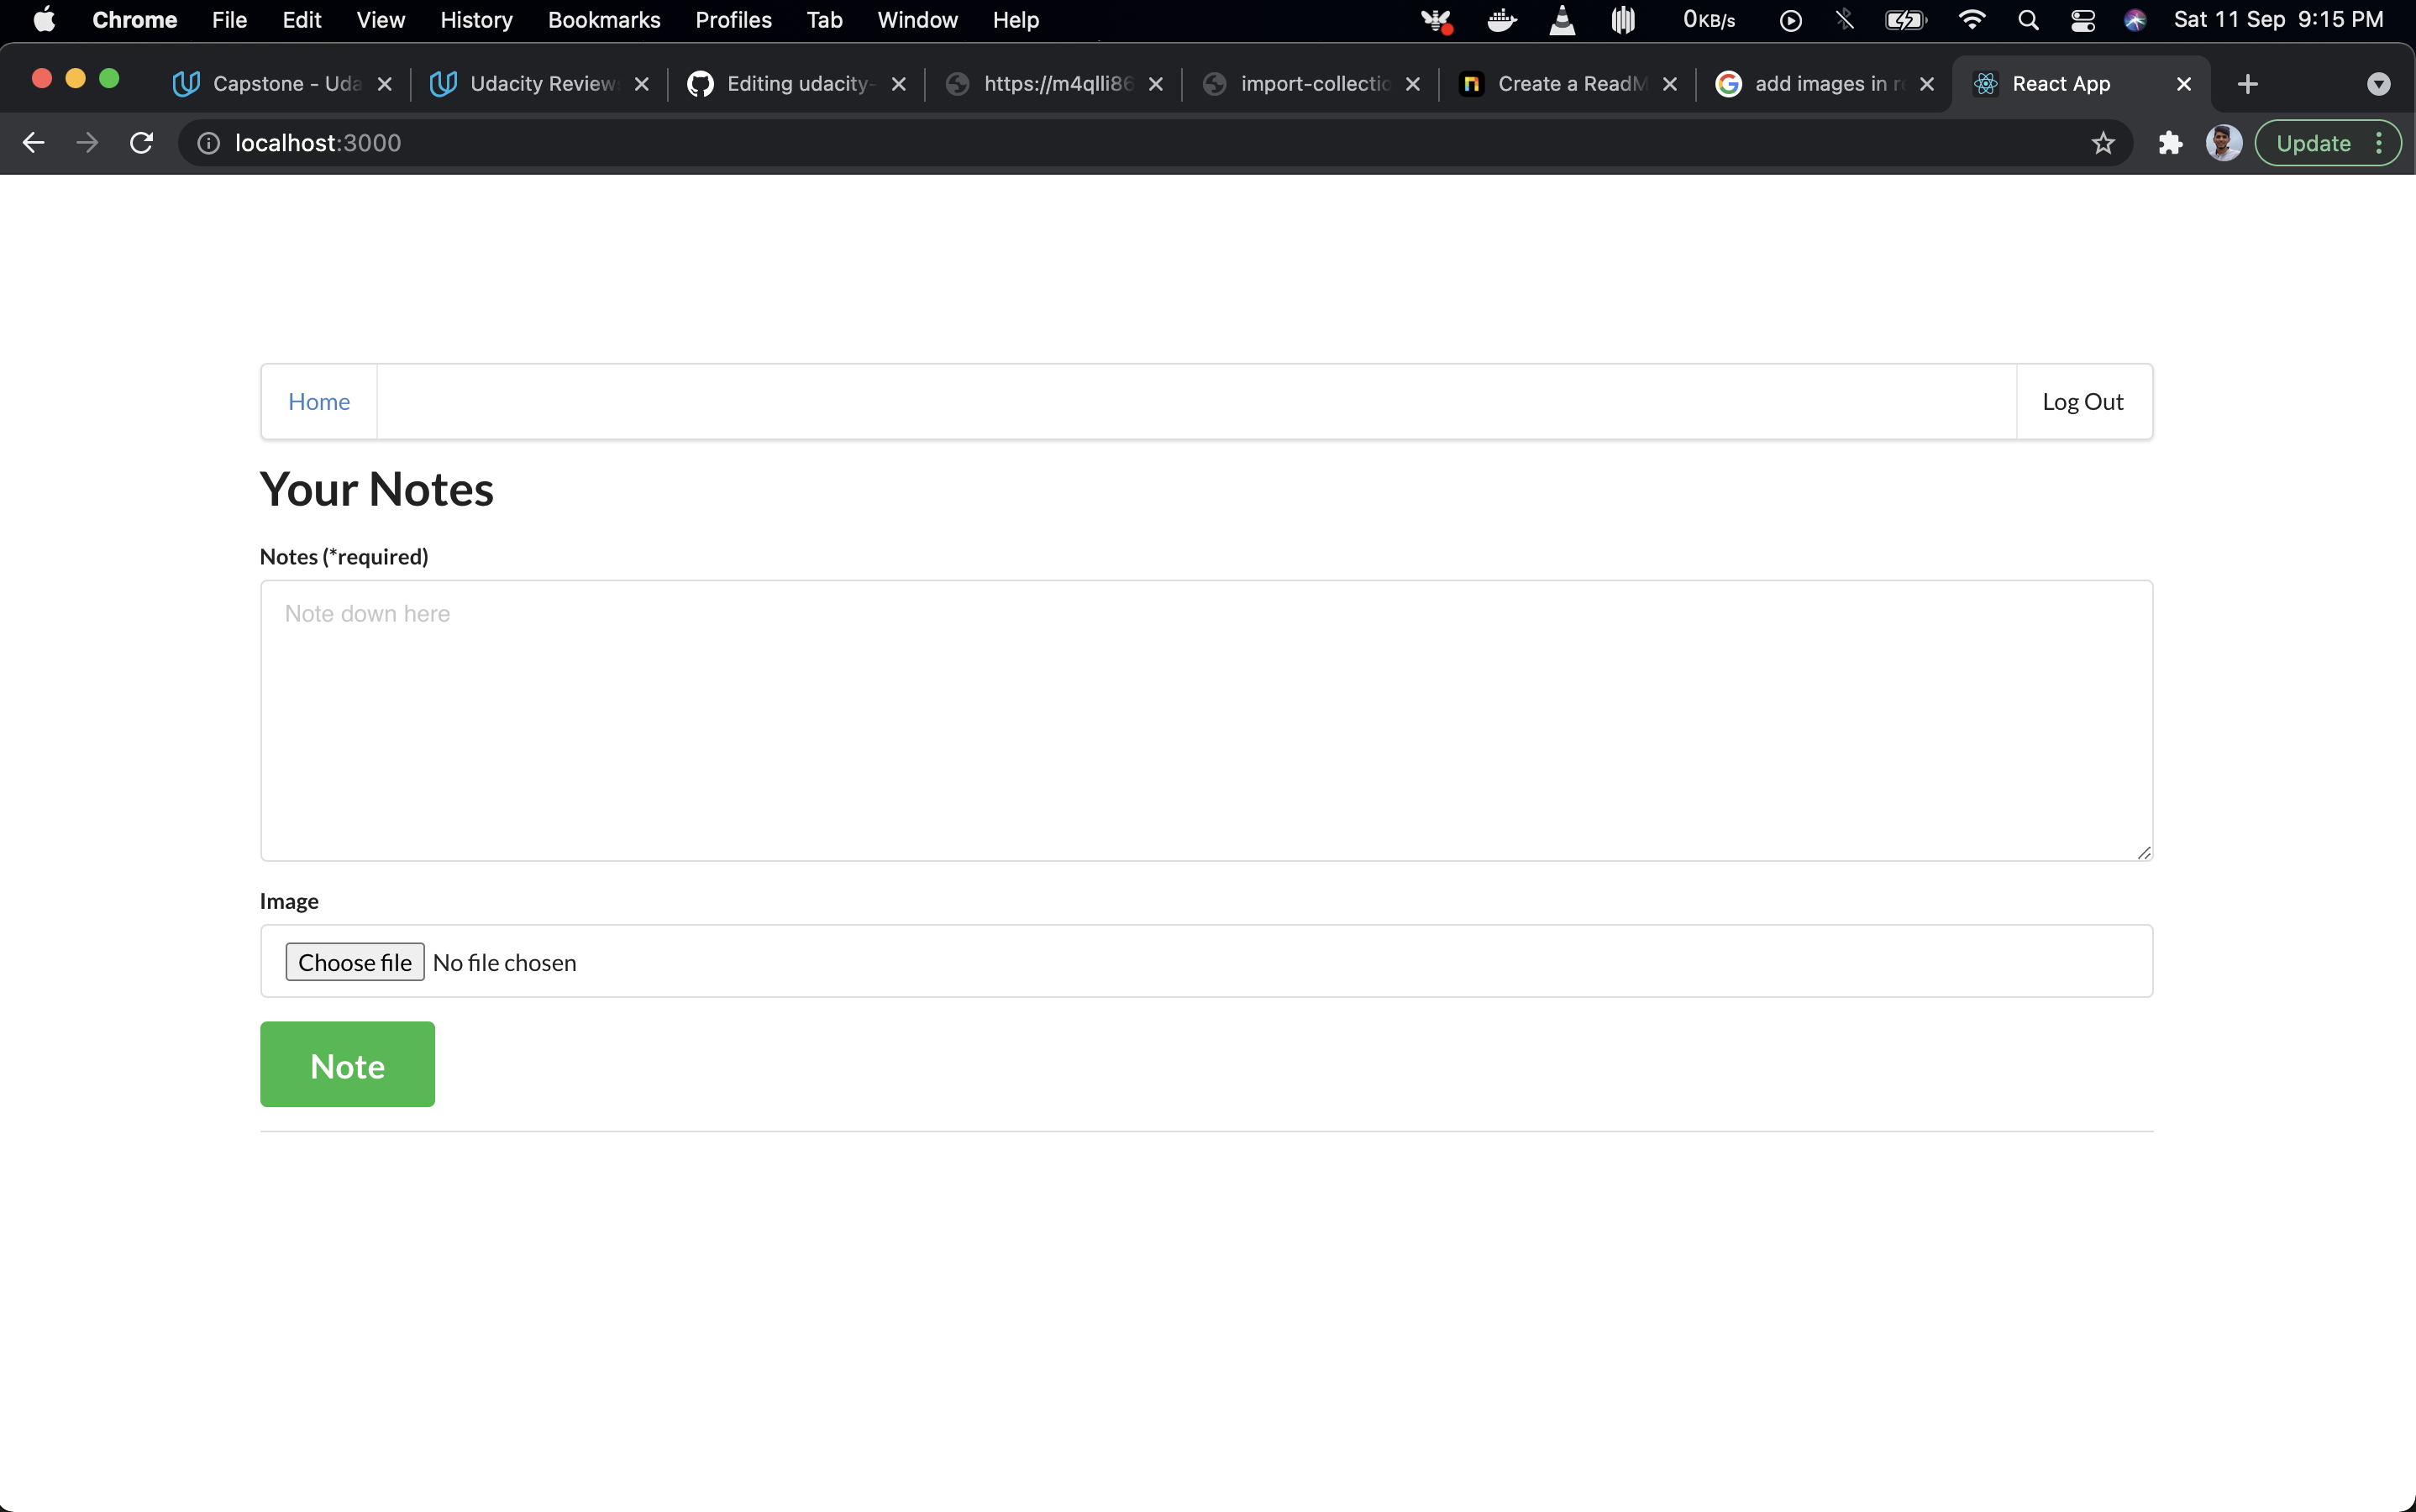 Chrome File Edit View History Bookmarks Profiles Tab Window Help 0KB/s Sat 11 Sep 9:15 PM
Capstone - Uda Udacity Review Editing udacity- https://m4qlli86 import-collectio Create a ReadM add images in re React App
localhost:3000 Update
Home Log Out
Your Notes
Notes (*required)
Note down here
Image
Choose file No file chosen
Note